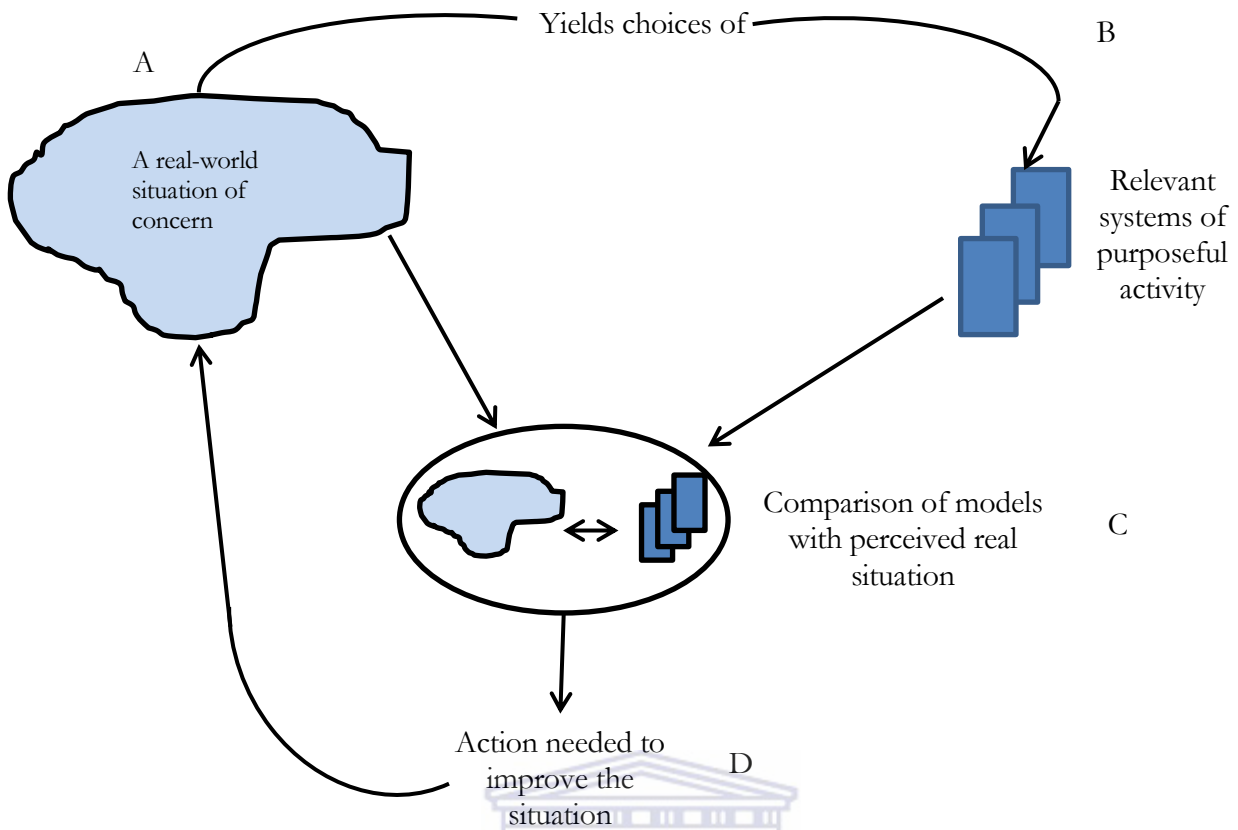 Yields choices of
B
A
A real-world
situation of
concern
Relevant
systems of
purposeful
activity
Comparison of models
with perceived real
situation
C
Action needed to
improve the
situation
D